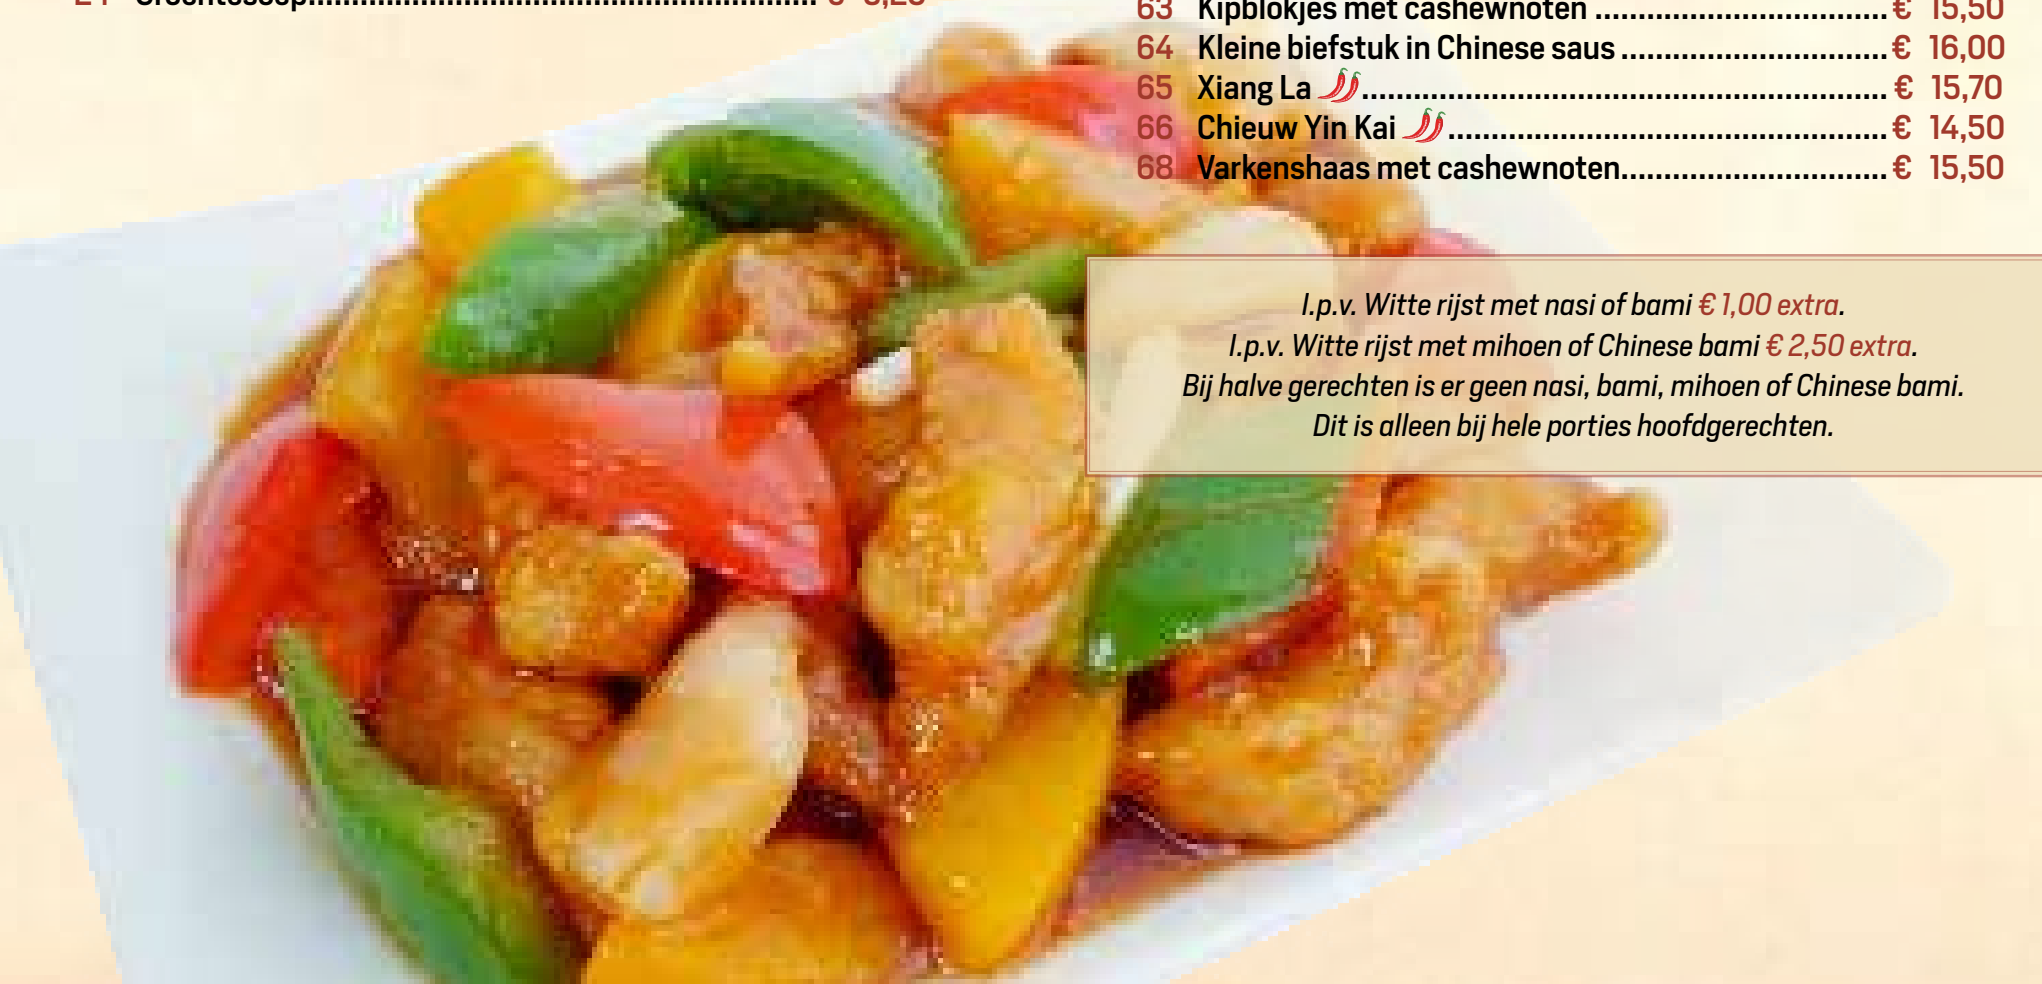 63 Kipblokjes met cashewnoten ................................... € 15,50
64 Kleine biefstuk in Chinese saus ................................ € 16,00
65 Xiang La ............................................................... € 15,70
66 Chieuw Yin Kai .................................................... € 14,50
68 Varkenshaas met cashewnoten................................ € 15,50
I.p.v. Witte rijst met nasi of bami € 1,00 extra.
I.p.v. Witte rijst met mihoen of Chinese bami € 2,50 extra.
Bij halve gerechten is er geen nasi, bami, mihoen of Chinese bami.
Dit is alleen bij hele porties hoofdgerechten.